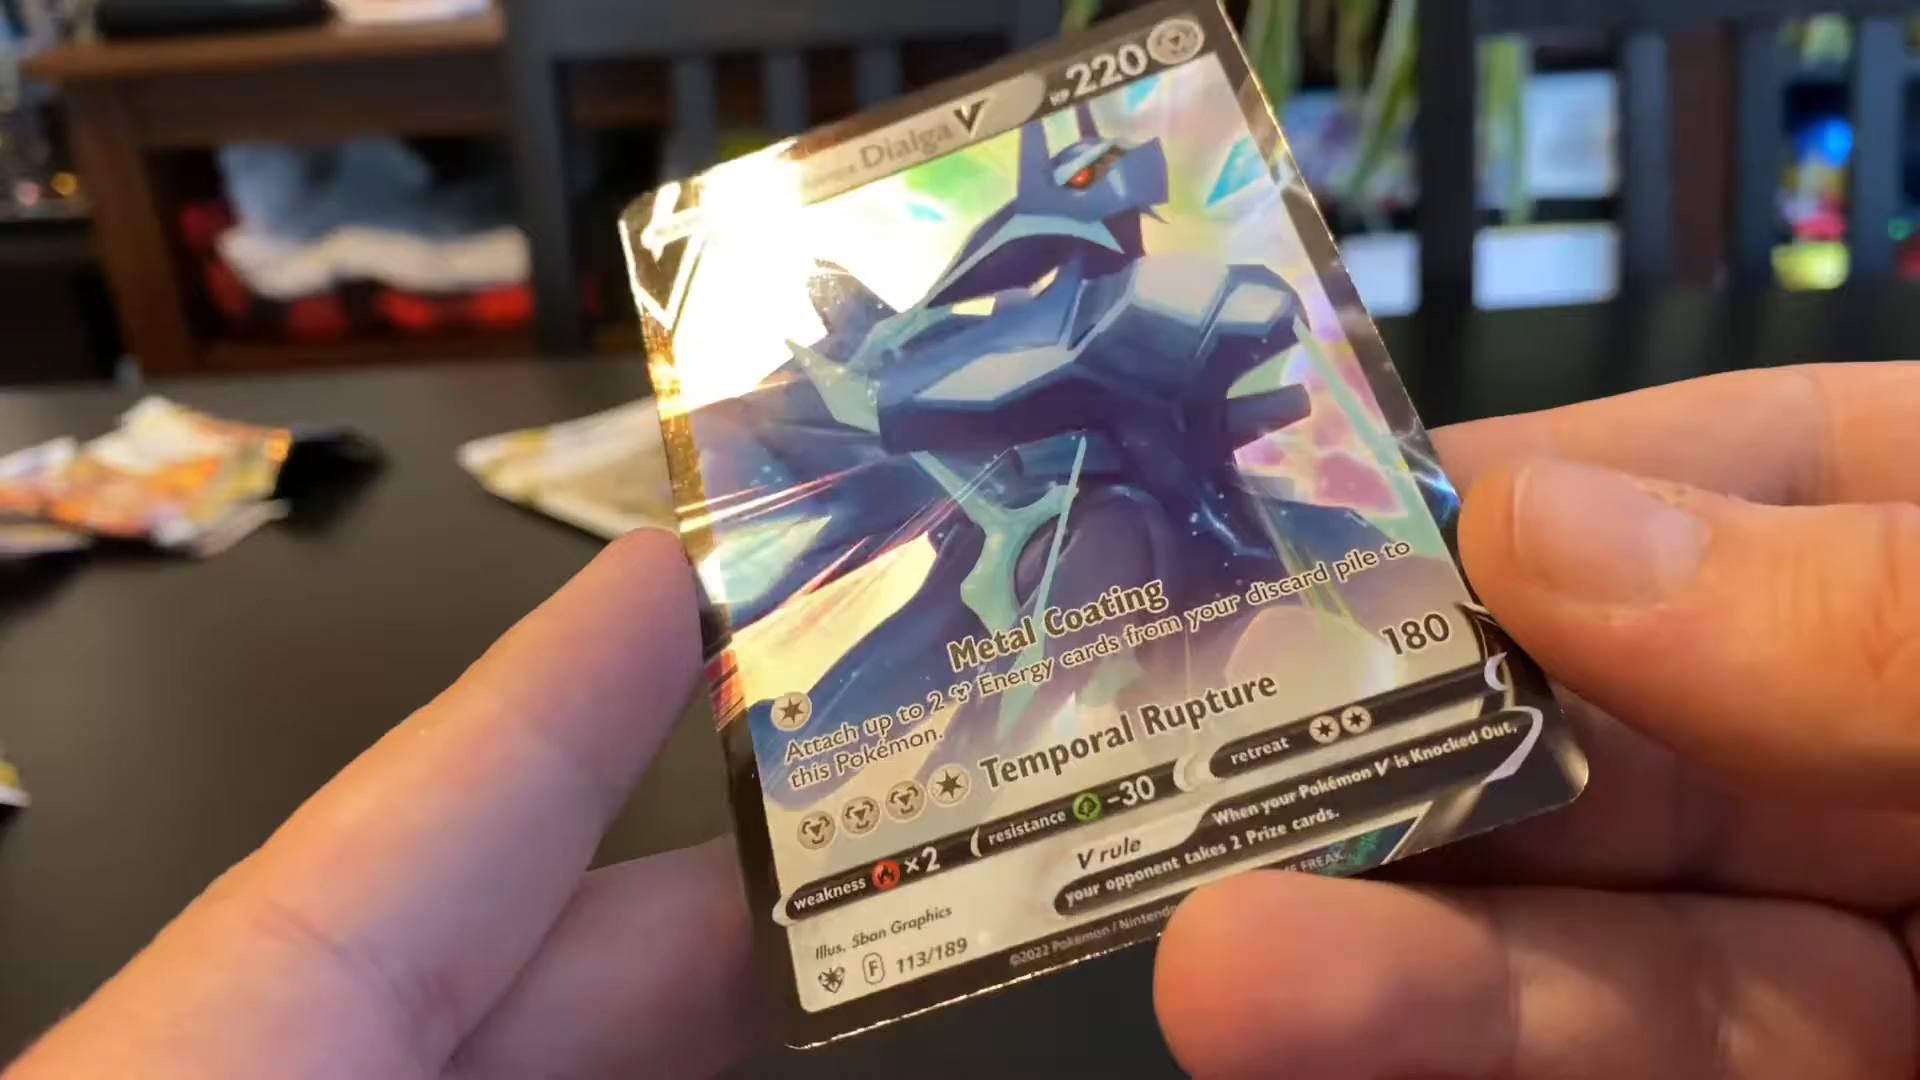 Dialga V HP 220
Metal Coating
Attach up to 2 Energy cards from your discard pile to
this Pokémon.
Temporal Rupture 180
weakness ×2 resistance -30 retreat
V rule When your Pokémon V is Knocked Out,
your opponent takes 2 Prize cards.
Illus. 5ban Graphics
F 113/189
©2022 Pokémon / Nintendo
FREAK